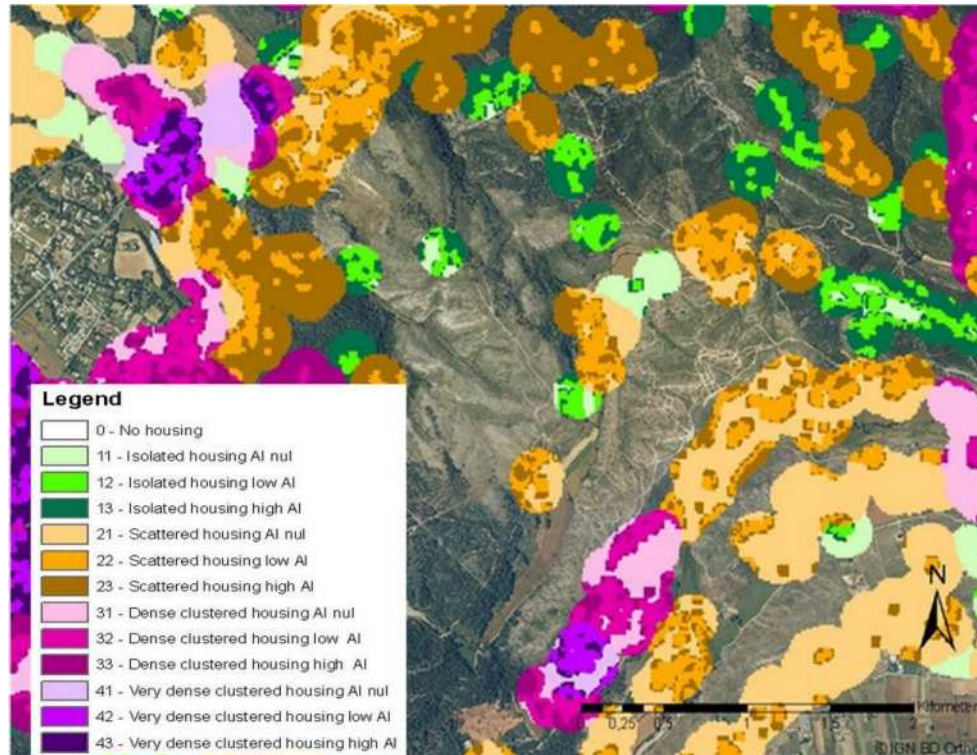 Legend
0 - No housing
11 - Isolated housing AI nul
12 - Isolated housing low AI
13 - Isolated housing high AI
21 - Scattered housing AI nul
22 - Scattered housing low AI
23 - Scattered housing high AI
31 - Dense clustered housing AI nul
32 - Dense clustered housing low AI
33 - Dense clustered housing high AI
41 - Very dense clustered housing AI nul
42 - Very dense clustered housing low AI
43 - Very dense clustered housing high AI
N
Kilometer
0 0,25 0,5 1 1,5 2
IGN BD